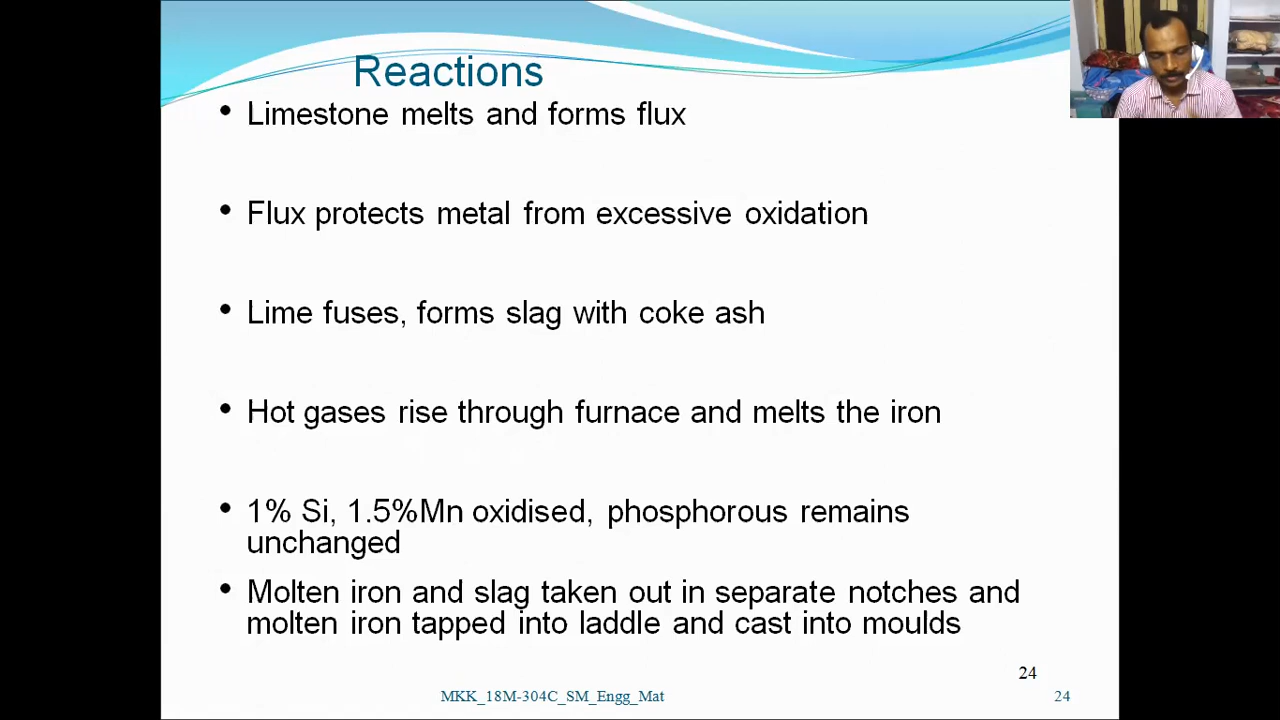 Reactions
• Limestone melts and forms flux
• Flux protects metal from excessive oxidation
• Lime fuses, forms slag with coke ash
• Hot gases rise through furnace and melts the iron
• 1% Si, 1.5%Mn oxidised, phosphorous remains
unchanged
• Molten iron and slag taken out in separate notches and
molten iron tapped into laddle and cast into moulds
24
MKK_18M-304C_SM_Engg_Mat 24